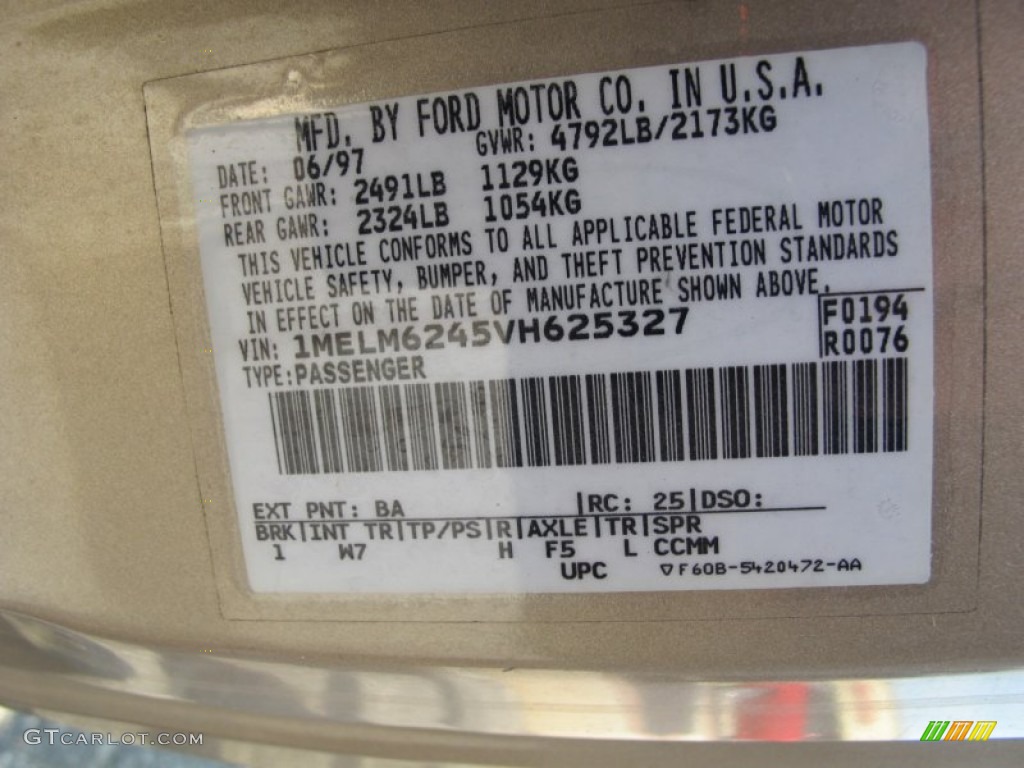 MFD. BY FORD MOTOR CO. IN U.S.A.
DATE: 06/97 GVWR: 4792LB/2173KG
FRONT GAWR: 2491LB 1129KG
REAR GAWR: 2324LB 1054KG
THIS VEHICLE CONFORMS TO ALL APPLICABLE FEDERAL MOTOR
VEHICLE SAFETY, BUMPER, AND THEFT PREVENTION STANDARDS
IN EFFECT ON THE DATE OF MANUFACTURE SHOWN ABOVE.
VIN: 1MELM6245VH625327 F0194
TYPE:PASSENGER R0076
EXT PNT: BA |RC: 25|DSO:
BRK|INT TR|TP/PS|R|AXLE|TR|SPR
1 W7 H F5 L CCMM
UPC ▽F60B-5420472-AA
GTCARLOT.COM